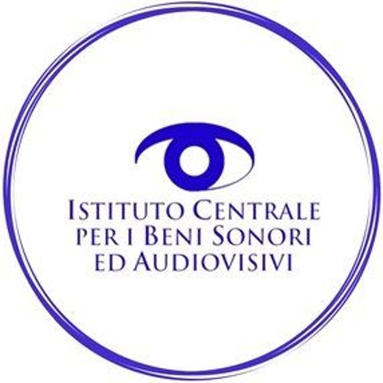 ISTITUTO CENTRALE
PER I BENI SONORI
ED AUDIOVISIVI